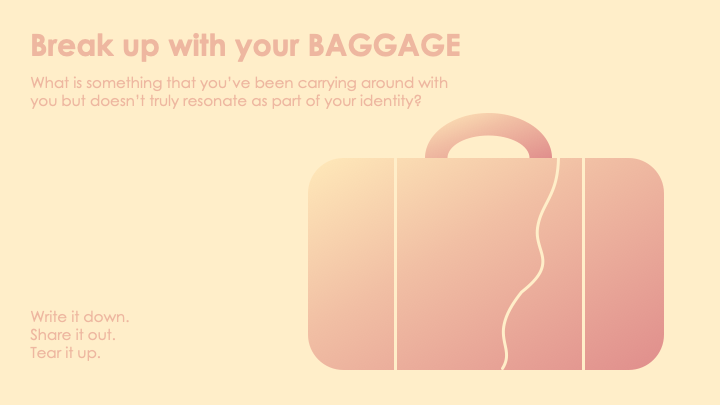 Break up with your BAGGAGE
What is something that you’ve been carrying around with
you but doesn’t truly resonate as part of your identity?
Write it down.
Share it out.
Tear it up.